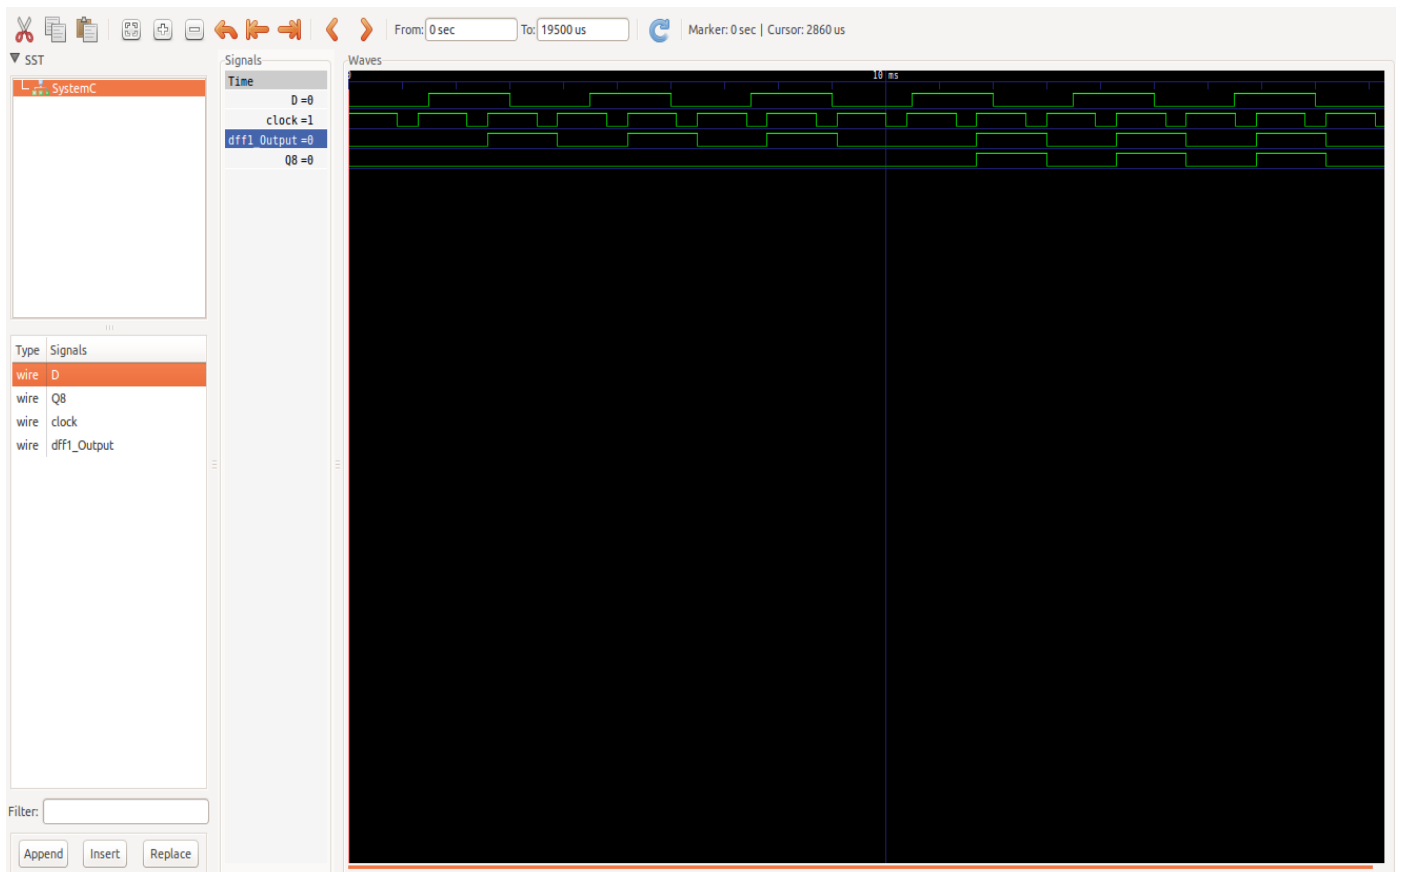 From: 0 sec To: 19500 us Marker: 0 sec | Cursor: 2860 us
SST
SystemC
Type Signals
wire D
wire Q8
wire clock
wire dff1_Output
Filter:
Append Insert Replace
Signals
Time
D =0
clock =1
dff1_Output =0
Q8 =0
Waves
0 10 ms